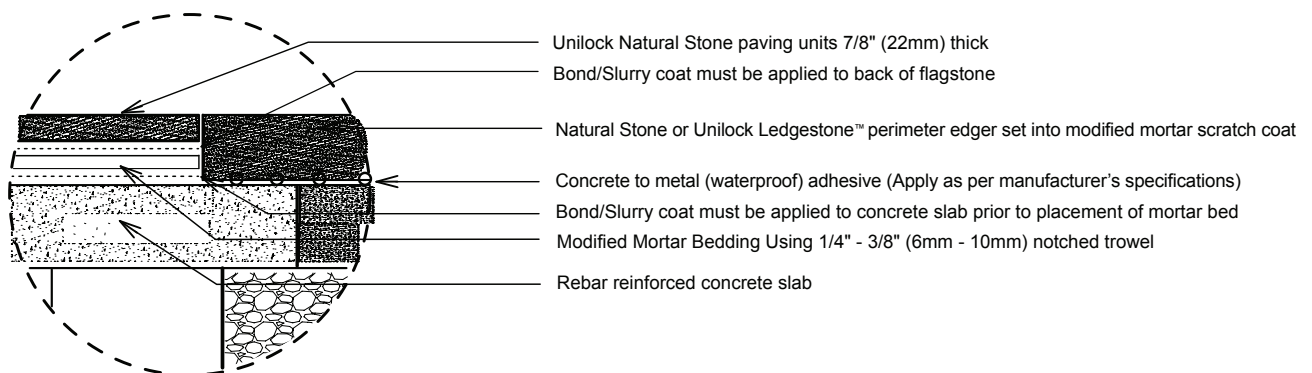 Unilock Natural Stone paving units 7/8" (22mm) thick
Bond/Slurry coat must be applied to back of flagstone
Natural Stone or Unilock Ledgestone™ perimeter edger set into modified mortar scratch coat
Concrete to metal (waterproof) adhesive (Apply as per manufacturer’s specifications)
Bond/Slurry coat must be applied to concrete slab prior to placement of mortar bed
Modified Mortar Bedding Using 1/4" - 3/8" (6mm - 10mm) notched trowel
Rebar reinforced concrete slab